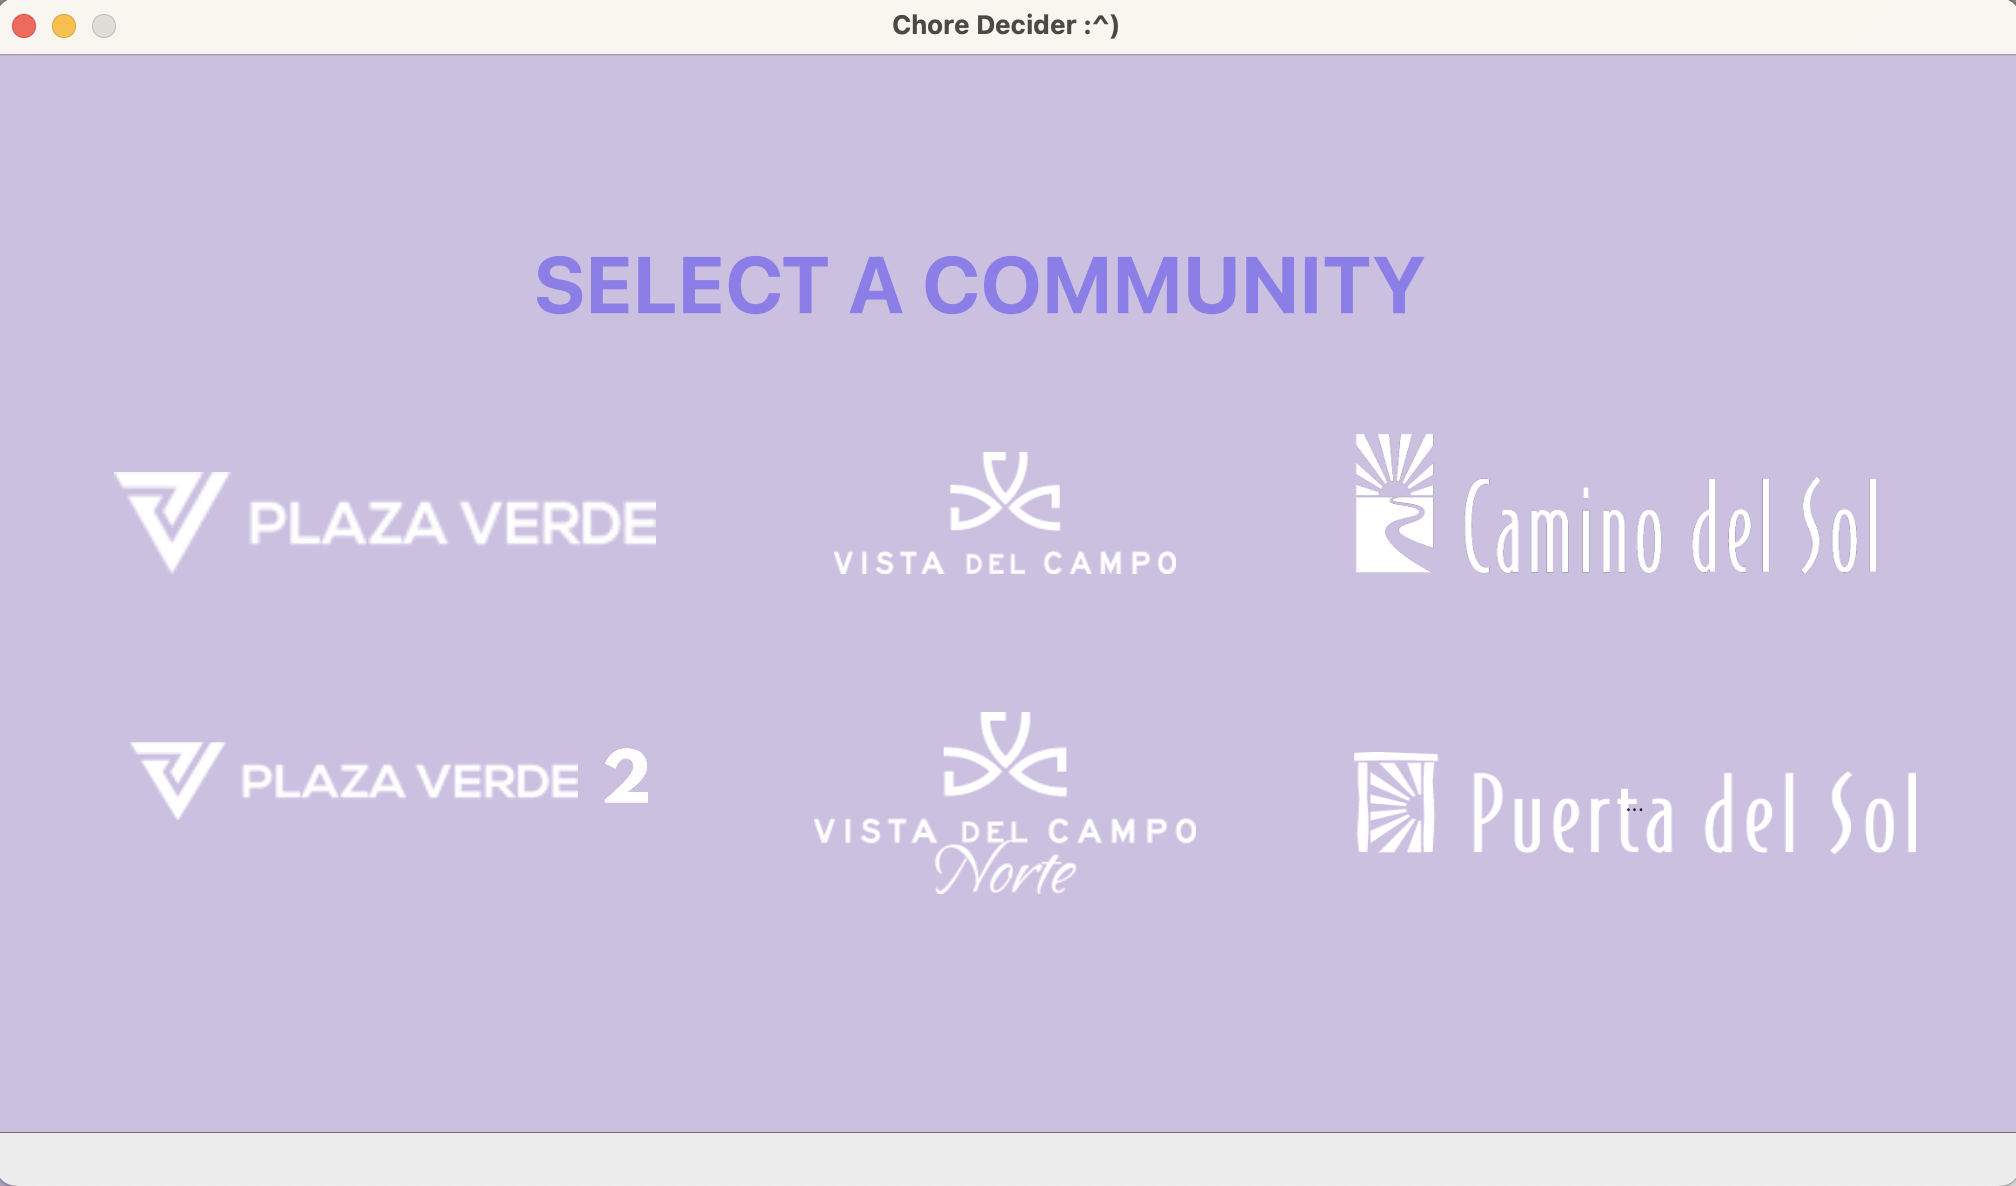 Chore Decider :^)
SELECT A COMMUNITY
PLAZA VERDE
VISTA DEL CAMPO
Camino del Sol
PLAZA VERDE 2
VISTA DEL CAMPO
Norte
Puerta del Sol
...